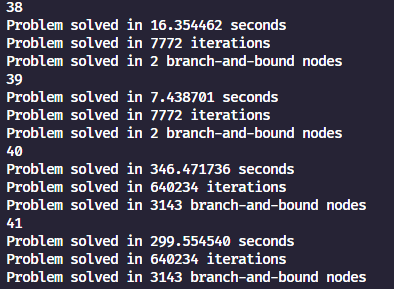 38
Problem solved in 16.354462 seconds
Problem solved in 7772 iterations
Problem solved in 2 branch-and-bound nodes
39
Problem solved in 7.438701 seconds
Problem solved in 7772 iterations
Problem solved in 2 branch-and-bound nodes
40
Problem solved in 346.471736 seconds
Problem solved in 640234 iterations
Problem solved in 3143 branch-and-bound nodes
41
Problem solved in 299.554540 seconds
Problem solved in 640234 iterations
Problem solved in 3143 branch-and-bound nodes